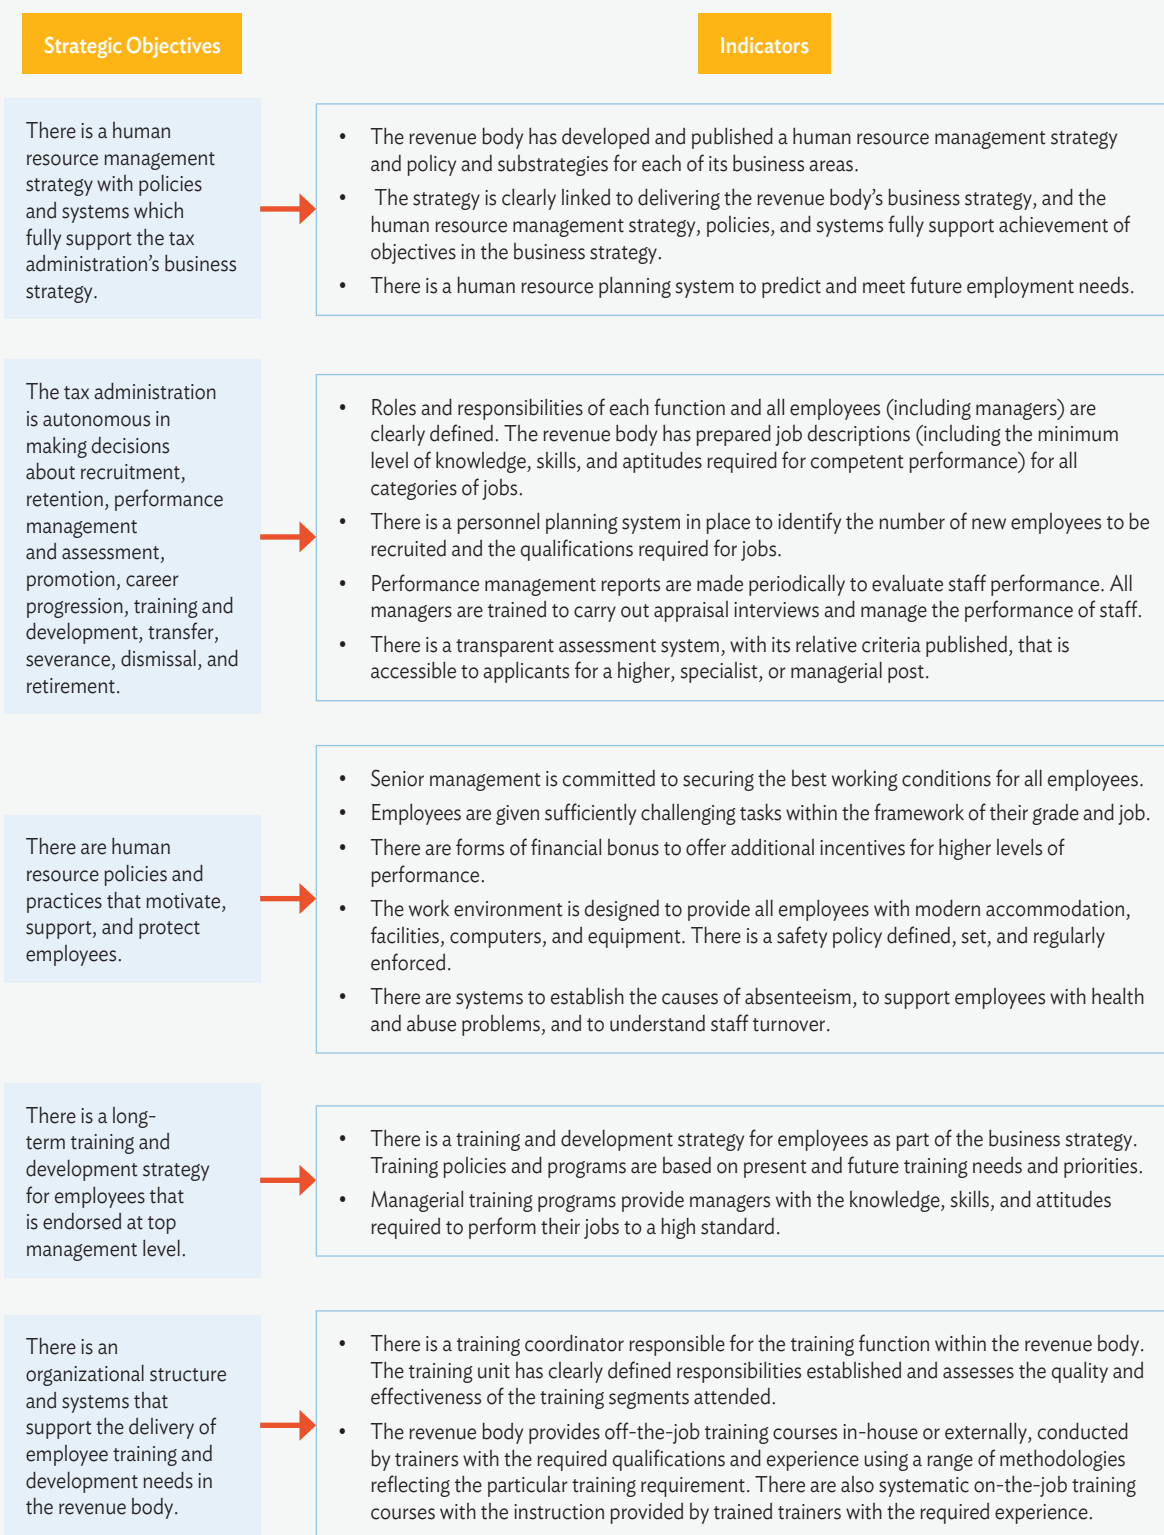 Strategic Objectives
Indicators
There is a human
resource management
strategy with policies
and systems which
fully support the tax
administration’s business
strategy.
• The revenue body has developed and published a human resource management strategy
and policy and substrategies for each of its business areas.
• The strategy is clearly linked to delivering the revenue body’s business strategy, and the
human resource management strategy, policies, and systems fully support achievement of
objectives in the business strategy.
• There is a human resource planning system to predict and meet future employment needs.
The tax administration
is autonomous in
making decisions
about recruitment,
retention, performance
management
and assessment,
promotion, career
progression, training and
development, transfer,
severance, dismissal, and
retirement.
• Roles and responsibilities of each function and all employees (including managers) are
clearly defined. The revenue body has prepared job descriptions (including the minimum
level of knowledge, skills, and aptitudes required for competent performance) for all
categories of jobs.
• There is a personnel planning system in place to identify the number of new employees to be
recruited and the qualifications required for jobs.
• Performance management reports are made periodically to evaluate staff performance. All
managers are trained to carry out appraisal interviews and manage the performance of staff.
• There is a transparent assessment system, with its relative criteria published, that is
accessible to applicants for a higher, specialist, or managerial post.
There are human
resource policies and
practices that motivate,
support, and protect
employees.
• Senior management is committed to securing the best working conditions for all employees.
• Employees are given sufficiently challenging tasks within the framework of their grade and job.
• There are forms of financial bonus to offer additional incentives for higher levels of
performance.
• The work environment is designed to provide all employees with modern accommodation,
facilities, computers, and equipment. There is a safety policy defined, set, and regularly
enforced.
• There are systems to establish the causes of absenteeism, to support employees with health
and abuse problems, and to understand staff turnover.
There is a long-
term training and
development strategy
for employees that
is endorsed at top
management level.
• There is a training and development strategy for employees as part of the business strategy.
Training policies and programs are based on present and future training needs and priorities.
• Managerial training programs provide managers with the knowledge, skills, and attitudes
required to perform their jobs to a high standard.
There is an
organizational structure
and systems that
support the delivery of
employee training and
development needs in
the revenue body.
• There is a training coordinator responsible for the training function within the revenue body.
The training unit has clearly defined responsibilities established and assesses the quality and
effectiveness of the training segments attended.
• The revenue body provides off-the-job training courses in-house or externally, conducted
by trainers with the required qualifications and experience using a range of methodologies
reflecting the particular training requirement. There are also systematic on-the-job training
courses with the instruction provided by trained trainers with the required experience.